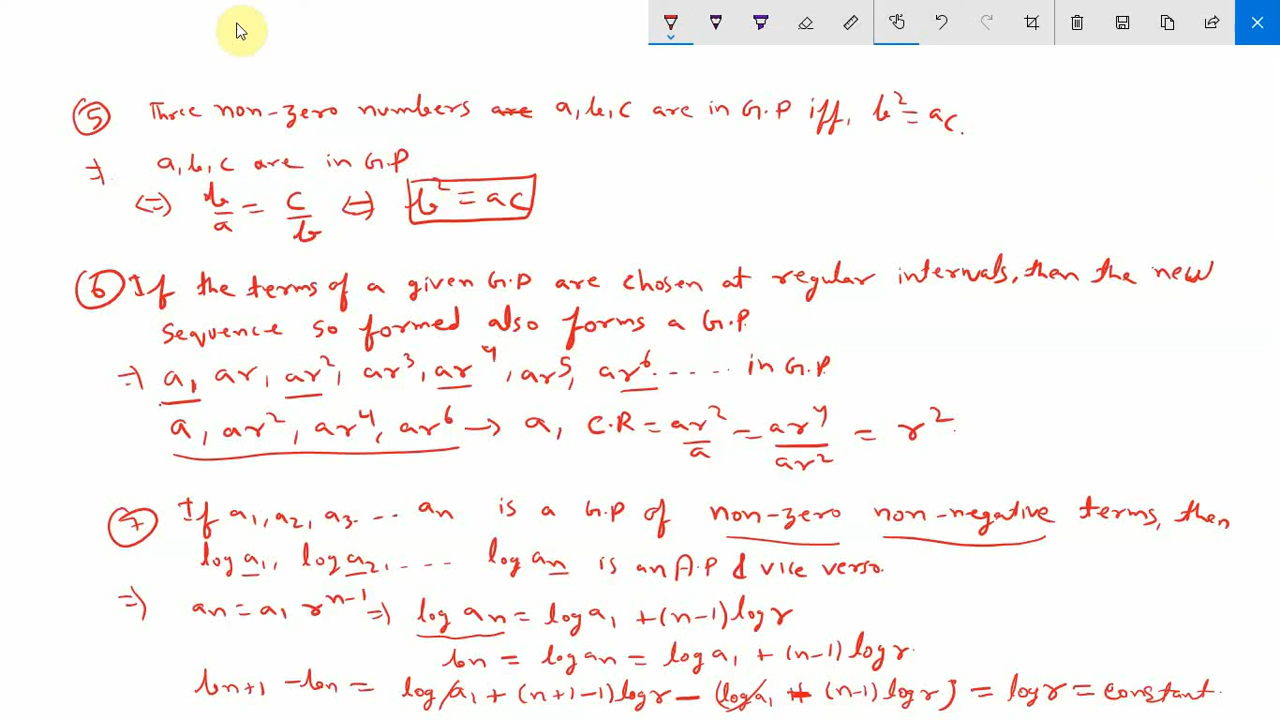 ⑤ Three non-zero numbers are a, b, c are in G.P iff, b² = ac.
⇒ a, b, c are in G.P
⇔ b/a = c/b ⇔ b² = ac
⑥ If the terms of a given G.P are chosen at regular intervals, then the new
sequence so formed also forms a G.P.
⇒ a, ar, ar², ar³, ar⁴, ar⁵, ar⁶ ..... in G.P.
a, ar², ar⁴, ar⁶ → a, C.R = ar²/a = ar⁴/ar² = r².
⑦ If a₁, a₂, a₃ ... aₙ is a G.P of non-zero non-negative terms, then
log a₁, log a₂, .... log aₙ is an A.P & vice verso.
⇒ aₙ = a₁ rⁿ⁻¹ ⇒ log aₙ = log a₁ + (n-1) log r
bₙ = log aₙ = log a₁ + (n-1) log r.
bₙ₊₁ - bₙ = log a₁ + (n+1-1) log r - (log a₁ + (n-1) log r) = log r = constant.